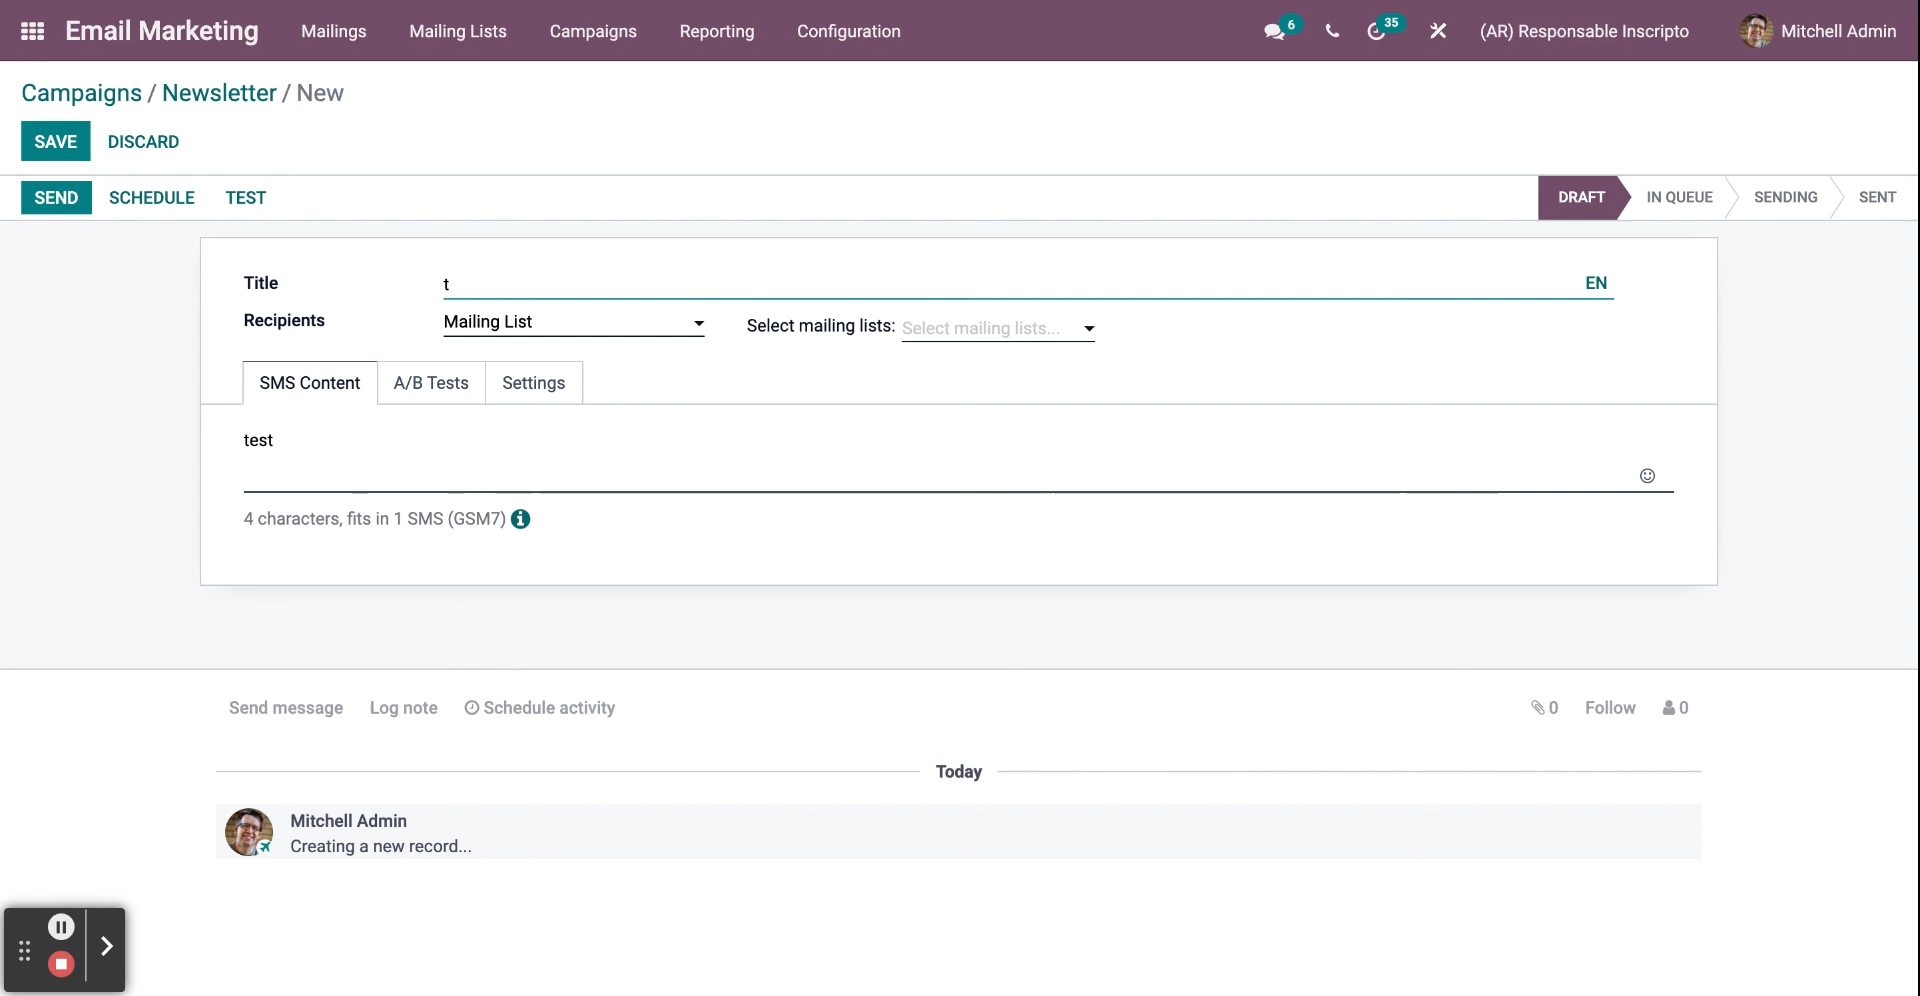 Email Marketing Mailings Mailing Lists Campaigns Reporting Configuration 6 35 (AR) Responsable Inscripto Mitchell Admin
Campaigns / Newsletter / New
SAVE DISCARD
SEND SCHEDULE TEST DRAFT IN QUEUE SENDING SENT
Title t EN
Recipients Mailing List Select mailing lists: Select mailing lists...
SMS Content A/B Tests Settings
test
4 characters, fits in 1 SMS (GSM7)
Send message Log note Schedule activity 0 Follow 0
Today
Mitchell Admin
Creating a new record...